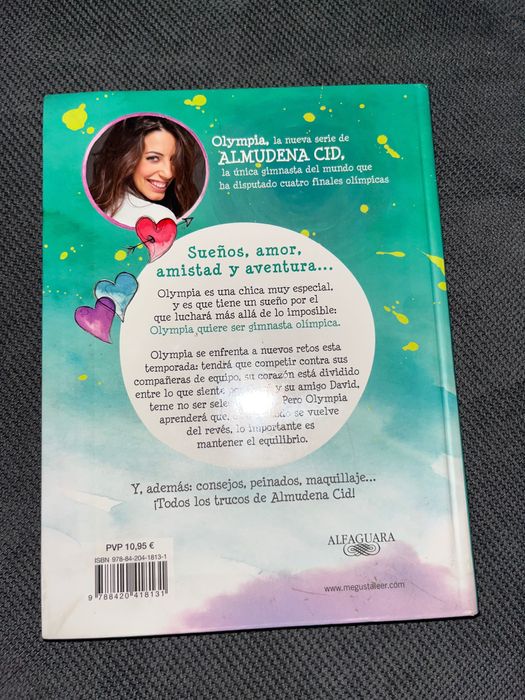 Olympia, la nueva serie de
ALMUDENA CID,
la única gimnasta del mundo que
ha disputado cuatro finales olímpicas
Sueños, amor,
amistad y aventura...
Olympia es una chica muy especial,
y es que tiene un sueño por el
que luchará más allá de lo imposible:
Olympia quiere ser gimnasta olímpica.
Olympia se enfrenta a nuevos retos esta
temporada: tendrá que competir contra sus
compañeras de equipo, su corazón está dividido
entre lo que siente y su amigo David,
teme no ser Pero Olympia
aprenderá que, se vuelve
del revés, lo importante es
mantener el equilibrio.
Y, además: consejos, peinados, maquillaje...
¡Todos los trucos de Almudena Cid!
PVP 10,95 €
ISBN 978-84-204-1813-1
9 788420 418131
ALFAGUARA
www.megustaleer.com